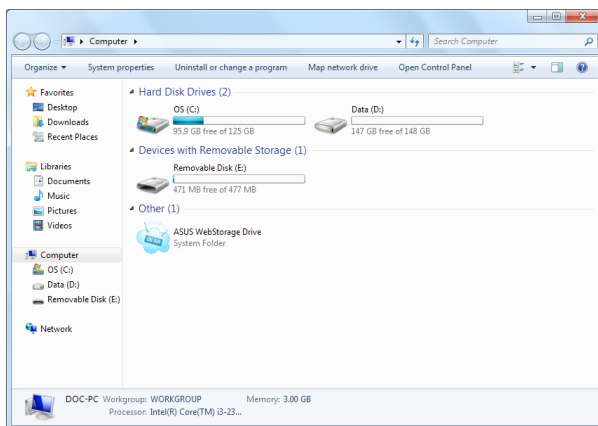 Computer
Search Computer
Organize System properties Uninstall or change a program Map network drive Open Control Panel
Favorites
Desktop
Downloads
Recent Places
Libraries
Documents
Music
Pictures
Videos
Computer
OS (C:)
Data (D:)
Removable Disk (E:)
Network
Hard Disk Drives (2)
OS (C:)
95.9 GB free of 125 GB
Data (D:)
147 GB free of 148 GB
Devices with Removable Storage (1)
Removable Disk (E:)
471 MB free of 477 MB
Other (1)
ASUS WebStorage Drive
System Folder
DOC-PC Workgroup: WORKGROUP Memory: 3.00 GB
Processor: Intel(R) Core(TM) i3-23...